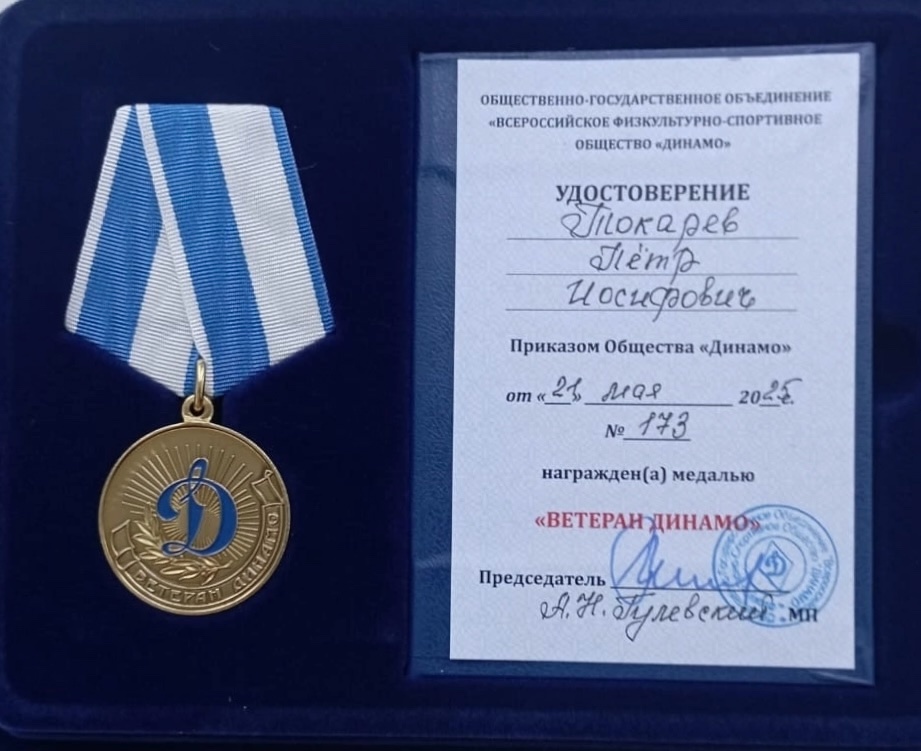 ВЕТЕРАН ДИНАМО
ОБЩЕСТВЕННО-ГОСУДАРСТВЕННОЕ ОБЪЕДИНЕНИЕ
«ВСЕРОССИЙСКОЕ ФИЗКУЛЬТУРНО-СПОРТИВНОЕ
ОБЩЕСТВО «ДИНАМО»
УДОСТОВЕРЕНИЕ
Токарев
Пётр
Иосифович
Приказом Общества «Динамо»
от «21» мая 2025г.
№ 173
награжден(а) медалью
«ВЕТЕРАН ДИНАМО»
Председатель
А.Н. Гулевский МП